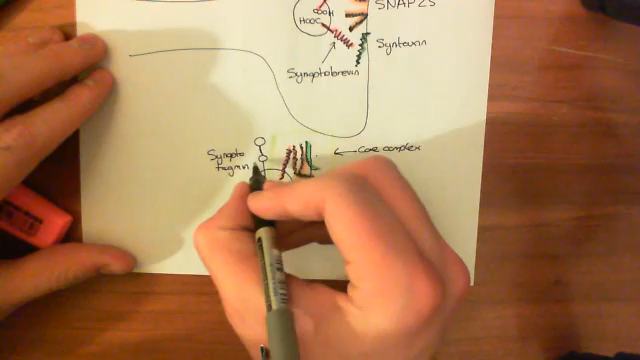 SNAP25
COOH
HOOC
Syntaxin
Synaptobrevin
Synapto
tagmin
Core complex